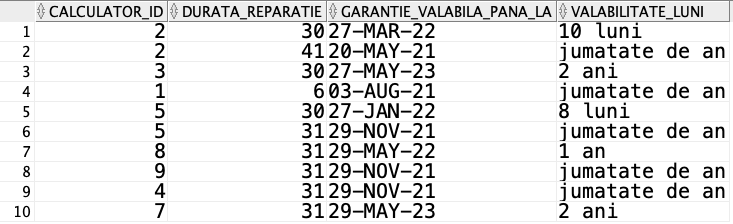 CALCULATOR_ID DURATA_REPARATIE GARANTIE_VALABILA_PANA_LA VALABILITATE_LUNI
1 2 30 27-MAR-22 10 luni
2 2 41 20-MAY-21 jumatate de an
3 3 30 27-MAY-23 2 ani
4 1 6 03-AUG-21 jumatate de an
5 5 30 27-JAN-22 8 luni
6 5 31 29-NOV-21 jumatate de an
7 8 31 29-MAY-22 1 an
8 9 31 29-NOV-21 jumatate de an
9 4 31 29-NOV-21 jumatate de an
10 7 31 29-MAY-23 2 ani